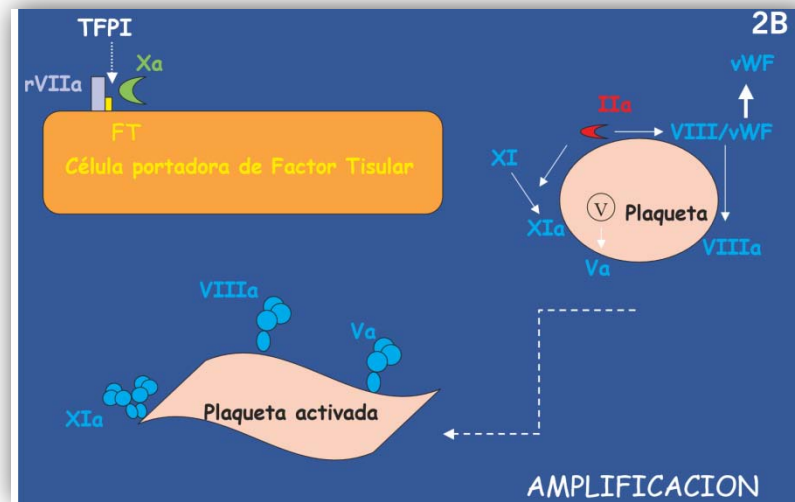 TFPI
2B
Xa
vWF
rVIIa
IIa
FT
VIII/vWF
Célula portadora de Factor Tisular
XI
V
Plaqueta
XIa
VIIIa
Va
VIIIa
Va
Plaqueta activada
XIa
AMPLIFICACION